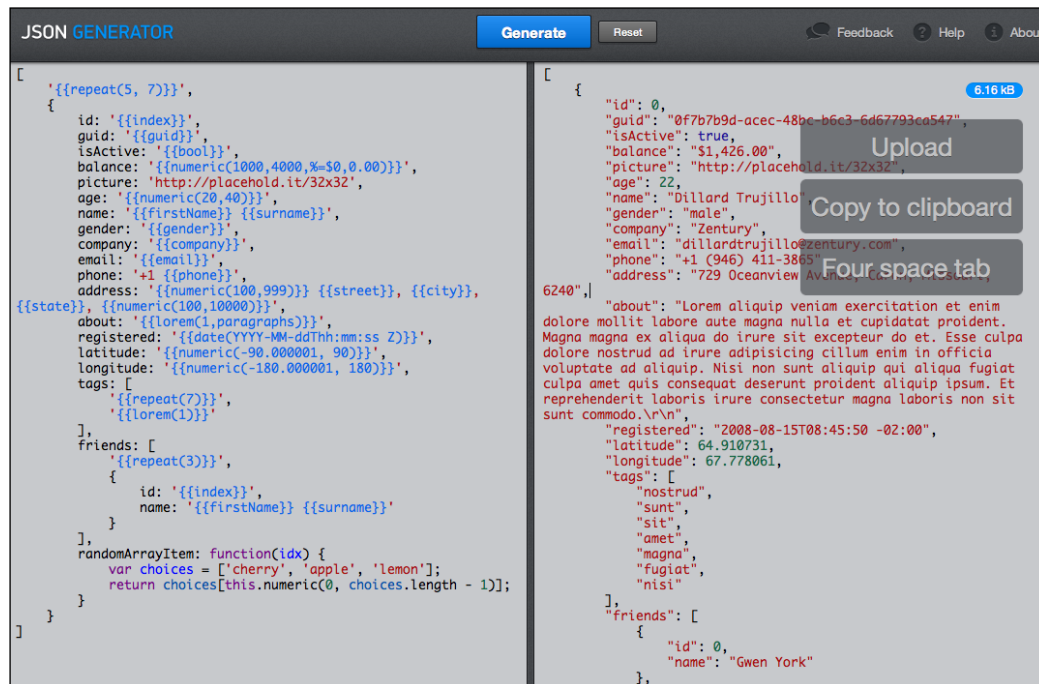 JSON GENERATOR
Generate
Reset
Feedback
Help
Abou
[
'{{repeat(5, 7)}}',
{
id: '{{index}}',
guid: '{{guid}}',
isActive: '{{bool}}',
balance: '{{numeric(1000,4000,%=$0,0.00)}}',
picture: 'http://placehold.it/32x32',
age: '{{numeric(20,40)}}',
name: '{{firstName}} {{surname}}',
gender: '{{gender}}',
company: '{{company}}',
email: '{{email}}',
phone: '+1 {{phone}}',
address: '{{numeric(100,999)}} {{street}}, {{city}},
{{state}}, {{numeric(100,10000)}}',
about: '{{lorem(1,paragraphs)}}',
registered: '{{date(YYYY-MM-ddThh:mm:ss Z)}}',
latitude: '{{numeric(-90.000001, 90)}}',
longitude: '{{numeric(-180.000001, 180)}}',
tags: [
'{{repeat(7)}}',
'{{lorem(1)}}'
],
friends: [
'{{repeat(3)}}',
{
id: '{{index}}',
name: '{{firstName}} {{surname}}'
}
],
randomArrayItem: function(idx) {
var choices = ['cherry', 'apple', 'lemon'];
return choices[this.numeric(0, choices.length - 1)];
}
}
]
[
{
6.16 kB
"id": 0,
"guid": "0f7b7b9d-acec-48bc-b6c3-6d67793ca547",
"isActive": true,
Upload
"balance": "$1,426.00",
"picture": "http://placehold.it/32x32",
"age": 22,
"name": "Dillard Trujillo",
Copy to clipboard
"gender": "male",
"company": "Zentury",
"email": "dillardtrujillo@zentury.com",
"phone": "+1 (946) 411-3865",
Four space tab
"address": "729 Oceanview Avenue,
6240",
"about": "Lorem aliquip veniam exercitation et enim
dolore mollit labore aute magna nulla et cupidatat proident.
Magna magna ex aliqua do irure sit excepteur do et. Esse culpa
dolore nostrud ad irure adipisicing cillum enim in officia
voluptate ad aliquip. Nisi non sunt aliquip qui aliqua fugiat
culpa amet quis consequat deserunt proident aliquip ipsum. Et
reprehenderit laboris irure consectetur magna laboris non sit
sunt commodo.\r\n",
"registered": "2008-08-15T08:45:50 -02:00",
"latitude": 64.910731,
"longitude": 67.778061,
"tags": [
"nostrud",
"sunt",
"sit",
"amet",
"magna",
"fugiat",
"nisi"
],
"friends": [
{
"id": 0,
"name": "Gwen York"
},